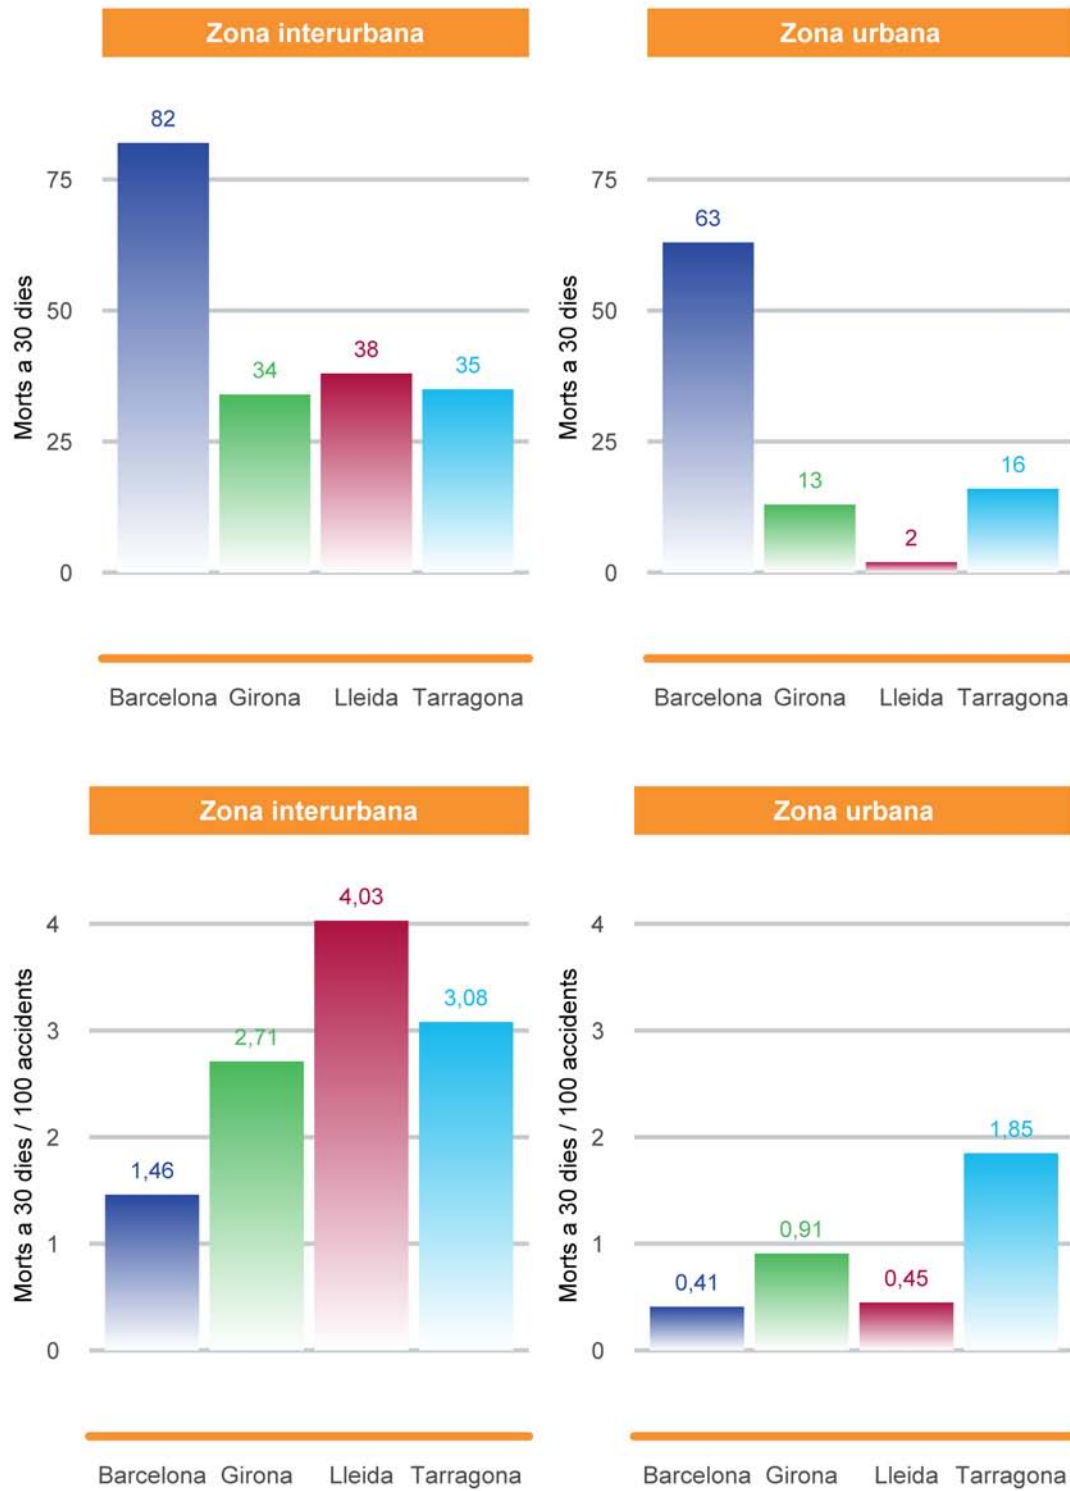 Zona interurbana
Zona urbana
Morts a 30 dies
75
50
25
0
82
34
38
35
Barcelona Girona Lleida Tarragona
Morts a 30 dies
75
50
25
0
63
13
2
16
Barcelona Girona Lleida Tarragona
Zona interurbana
Zona urbana
Morts a 30 dies / 100 accidents
4
3
2
1
0
1,46
2,71
4,03
3,08
Barcelona Girona Lleida Tarragona
Morts a 30 dies / 100 accidents
4
3
2
1
0
0,41
0,91
0,45
1,85
Barcelona Girona Lleida Tarragona